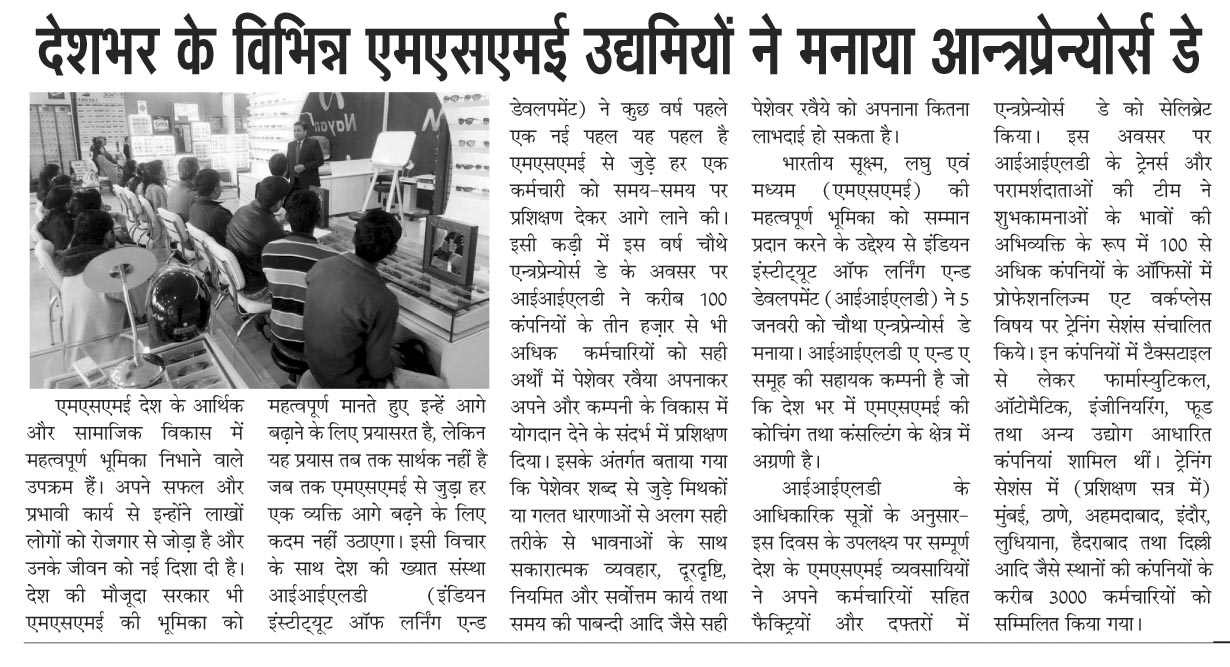 देशभर के विभिन्न एमएसएमई उद्यमियों ने मनाया आन्त्रप्रेन्योर्स डे
Nayan
एमएसएमई देश के आर्थिक
और सामाजिक विकास में
महत्वपूर्ण भूमिका निभाने वाले
उपक्रम हैं। अपने सफल और
प्रभावी कार्य से इन्होंने लाखों
लोगों को रोजगार से जोड़ा है और
उनके जीवन को नई दिशा दी है।
देश की मौजूदा सरकार भी
एमएसएमई की भूमिका को
महत्वपूर्ण मानते हुए इन्हें आगे
बढ़ाने के लिए प्रयासरत है, लेकिन
यह प्रयास तब तक सार्थक नहीं है
जब तक एमएसएमई से जुड़ा हर
एक व्यक्ति आगे बढ़ने के लिए
कदम नहीं उठाएगा। इसी विचार
के साथ देश की ख्यात संस्था
आईआईएलडी (इंडियन
इंस्टीट्यूट ऑफ लर्निंग एन्ड
डेवलपमेंट) ने कुछ वर्ष पहले
एक नई पहल यह पहल है
एमएसएमई से जुड़े हर एक
कर्मचारी को समय-समय पर
प्रशिक्षण देकर आगे लाने की।
इसी कड़ी में इस वर्ष चौथे
एन्त्रप्रेन्योर्स डे के अवसर पर
आईआईएलडी ने करीब 100
कंपनियों के तीन हज़ार से भी
अधिक कर्मचारियों को सही
अर्थों में पेशेवर रवैया अपनाकर
अपने और कम्पनी के विकास में
योगदान देने के संदर्भ में प्रशिक्षण
दिया। इसके अंतर्गत बताया गया
कि पेशेवर शब्द से जुड़े मिथकों
या गलत धारणाओं से अलग सही
तरीके से भावनाओं के साथ
सकारात्मक व्यवहार, दूरदृष्टि,
नियमित और सर्वोत्तम कार्य तथा
समय की पाबन्दी आदि जैसे सही
पेशेवर रवैये को अपनाना कितना
लाभदाई हो सकता है।
भारतीय सूक्ष्म, लघु एवं
मध्यम (एमएसएमई) की
महत्वपूर्ण भूमिका को सम्मान
प्रदान करने के उद्देश्य से इंडियन
इंस्टीट्यूट ऑफ लर्निंग एन्ड
डेवलपमेंट (आईआईएलडी) ने 5
जनवरी को चौथा एन्त्रप्रेन्योर्स डे
मनाया। आईआईएलडी ए एन्ड ए
समूह की सहायक कम्पनी है जो
कि देश भर में एमएसएमई की
कोचिंग तथा कंसल्टिंग के क्षेत्र में
अग्रणी है।
आईआईएलडी के
आधिकारिक सूत्रों के अनुसार-
इस दिवस के उपलक्ष्य पर सम्पूर्ण
देश के एमएसएमई व्यवसायियों
ने अपने कर्मचारियों सहित
फैक्ट्रियों और दफ्तरों में
एन्त्रप्रेन्योर्स डे को सेलिब्रेट
किया। इस अवसर पर
आईआईएलडी के ट्रेनर्स और
परामर्शदाताओं की टीम ने
शुभकामनाओं के भावों की
अभिव्यक्ति के रूप में 100 से
अधिक कंपनियों के ऑफिसों में
प्रोफेशनलिज्म एट वर्कप्लेस
विषय पर ट्रेनिंग सेशंस संचालित
किये। इन कंपनियों में टैक्सटाइल
से लेकर फार्मास्युटिकल,
ऑटोमैटिक, इंजीनियरिंग, फूड
तथा अन्य उद्योग आधारित
कंपनियां शामिल थीं। ट्रेनिंग
सेशंस में (प्रशिक्षण सत्र में)
मुंबई, ठाणे, अहमदाबाद, इंदौर,
लुधियाना, हैदराबाद तथा दिल्ली
आदि जैसे स्थानों की कंपनियों के
करीब 3000 कर्मचारियों को
सम्मिलित किया गया।